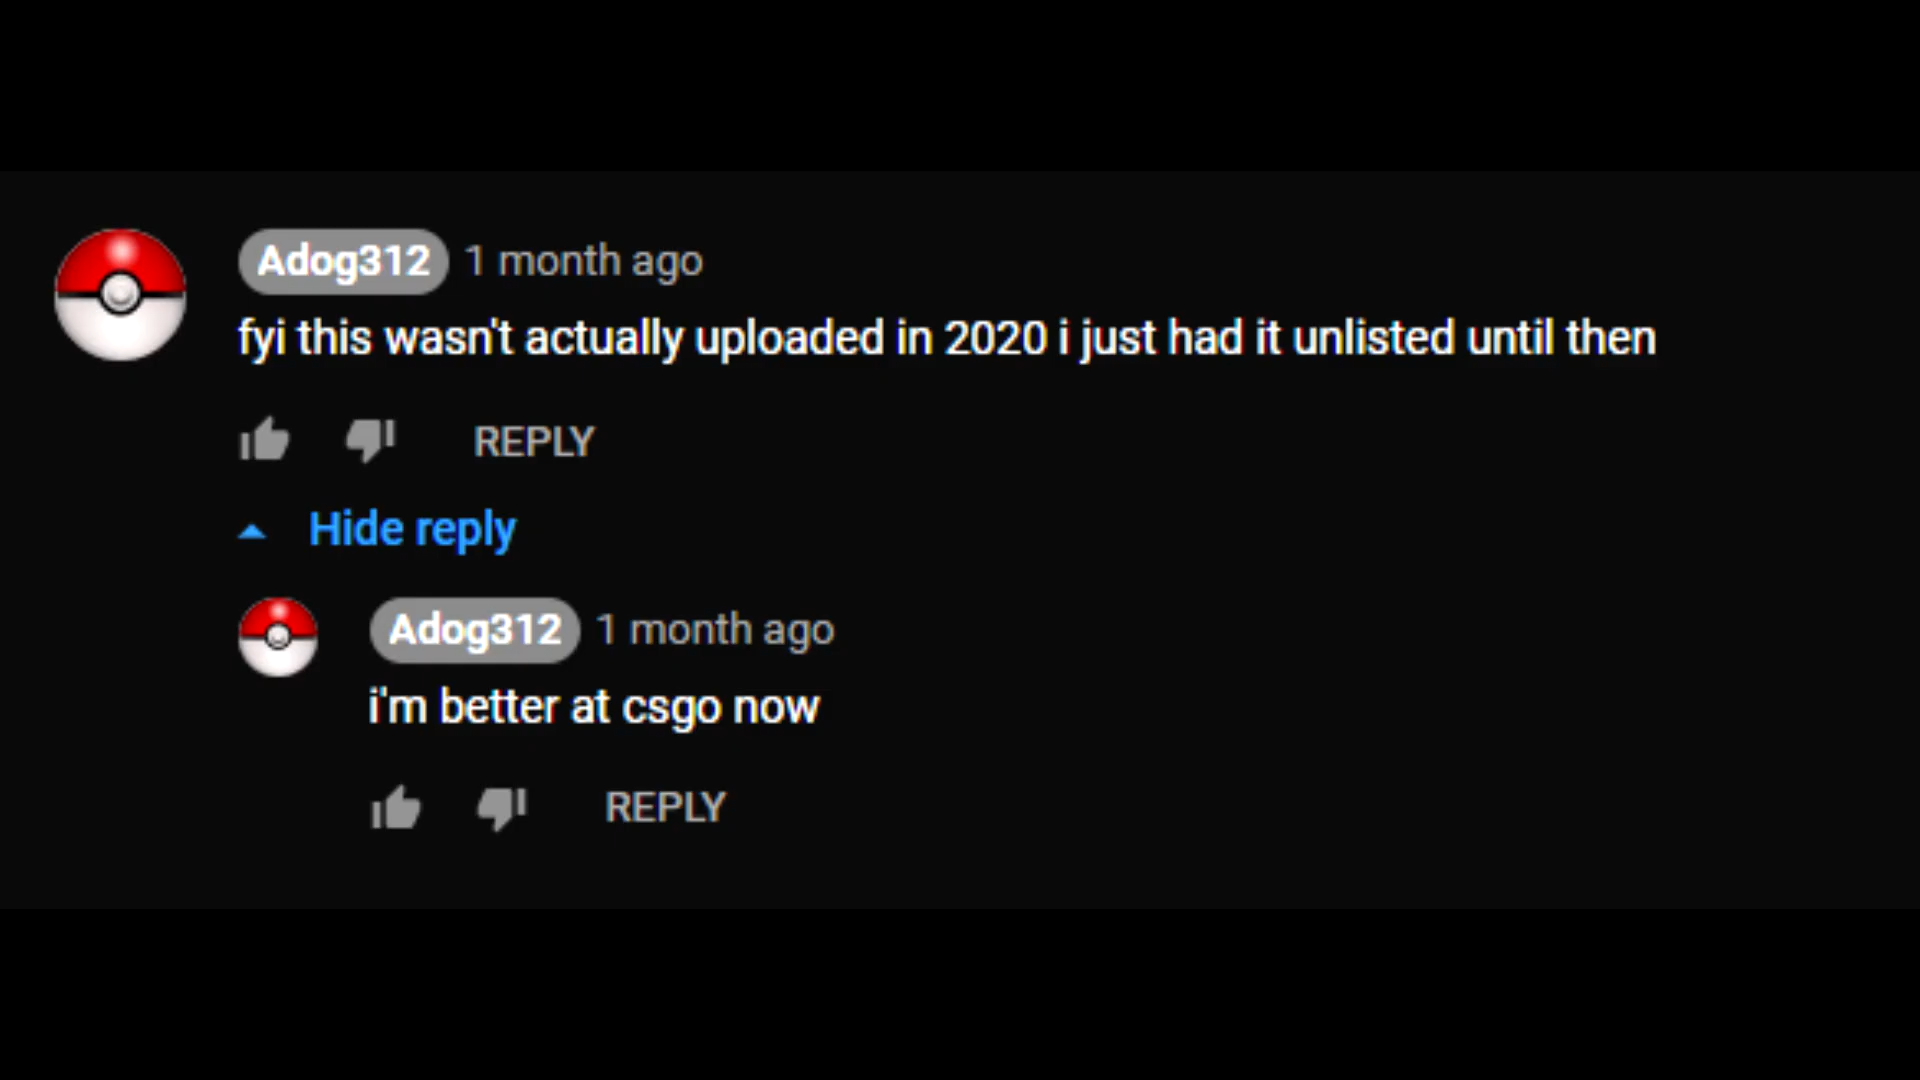 Adog312 1 month ago
fyi this wasn't actually uploaded in 2020 i just had it unlisted until then
REPLY
Hide reply
Adog312 1 month ago
i'm better at csgo now
REPLY